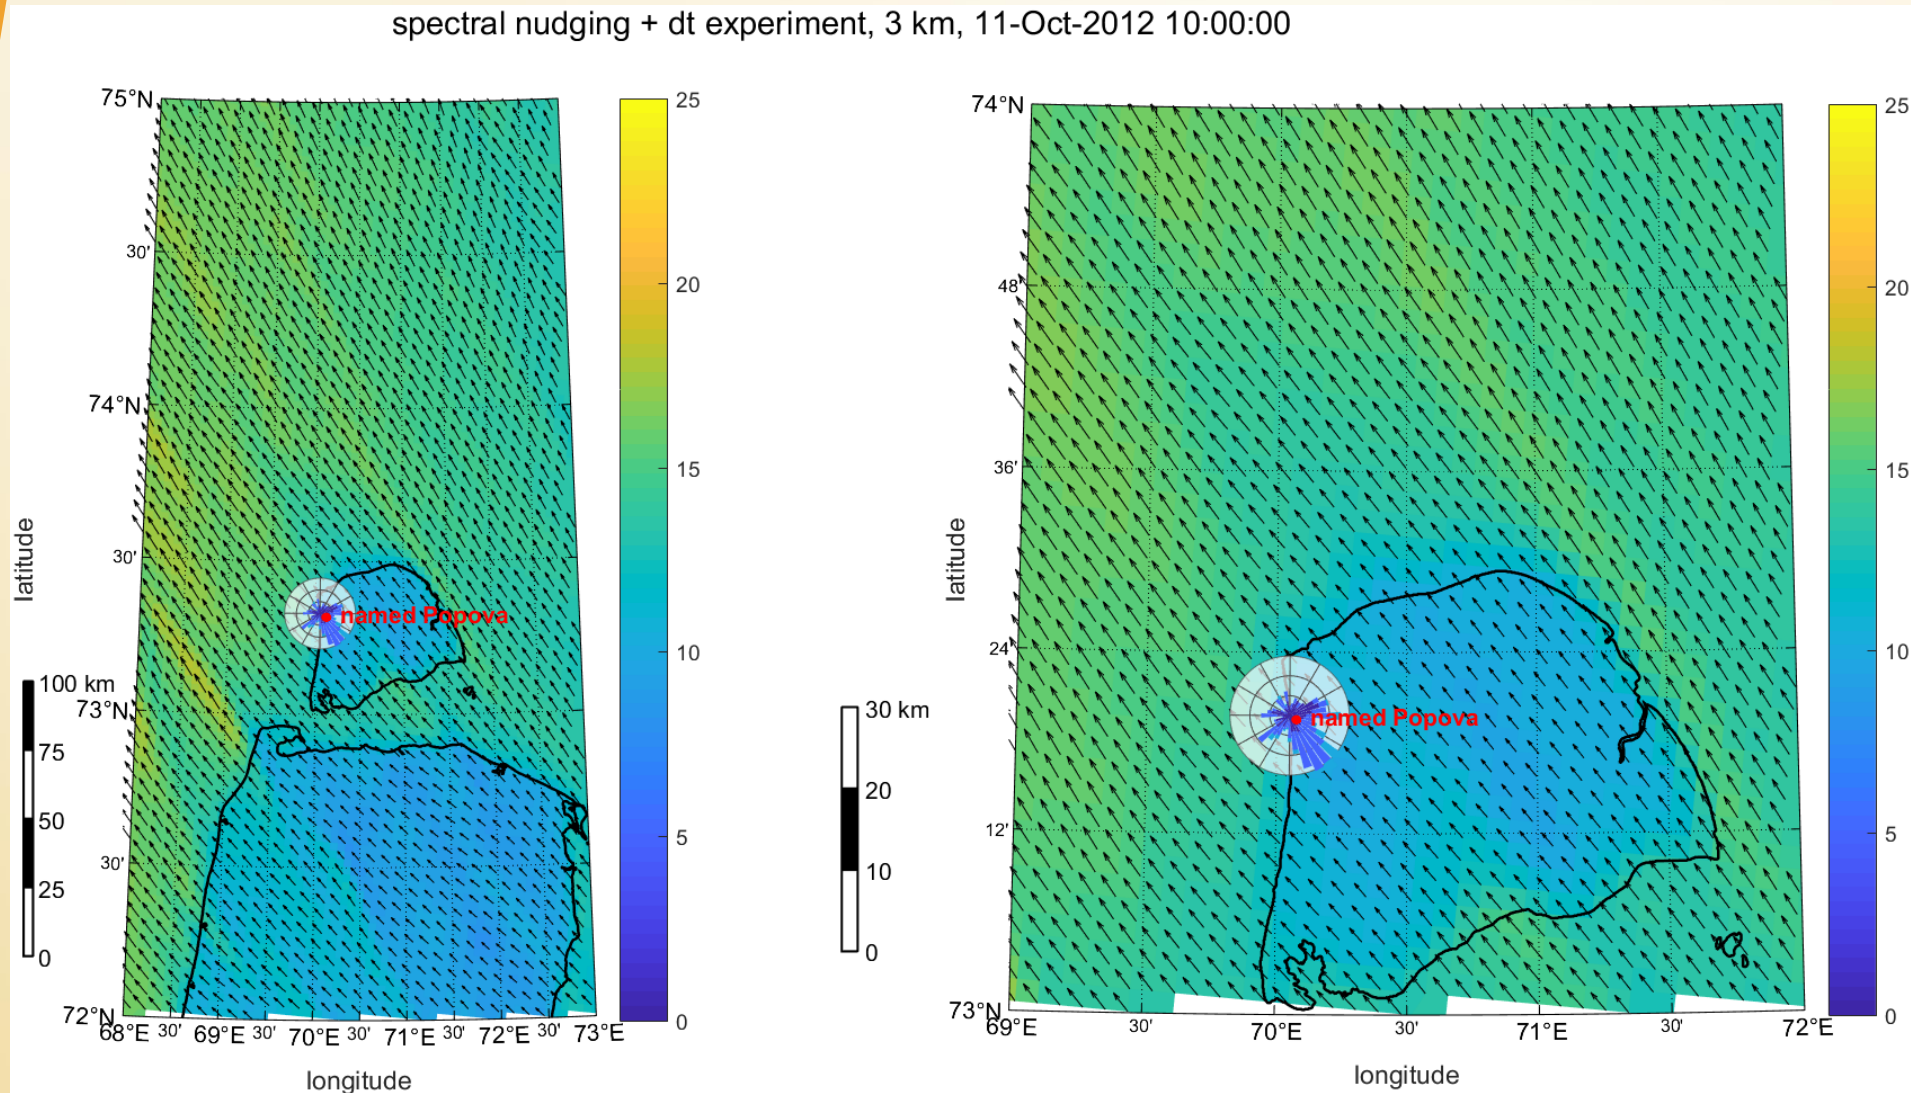 spectral nudging + dt experiment, 3 km, 11-Oct-2012 10:00:00
75°N
30'
74°N
30'
73°N
30'
72°N
latitude
100 km
75
50
25
0
68°E 30' 69°E 30' 70°E 30' 71°E 30' 72°E 30' 73°E
longitude
named Popova
25
20
15
10
5
0
74°N
48'
36'
24'
12'
73°N
latitude
30 km
20
10
0
69°E 30' 70°E 30' 71°E 30' 72°E
longitude
named Popova
25
20
15
10
5
0